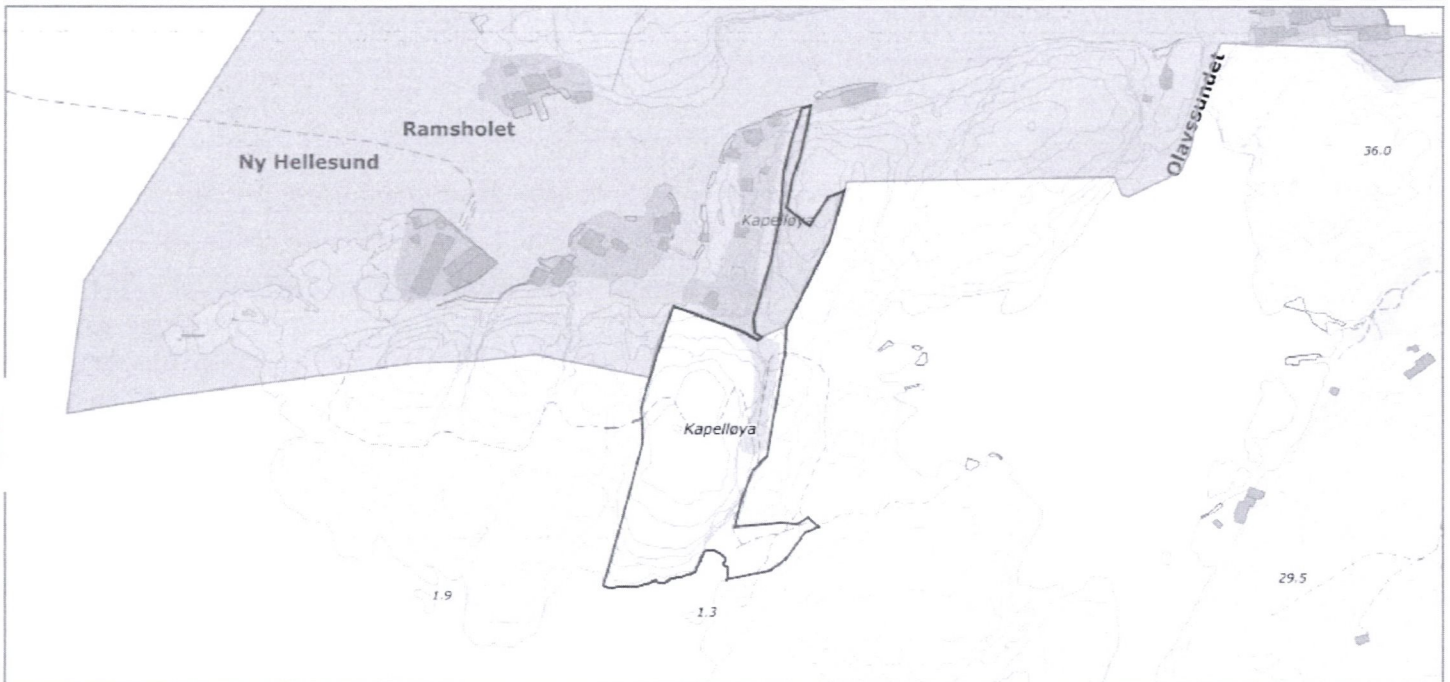 Ramsholet
Olavssundet
36.0
Ny Hellesund
Kapelløya
Kapelløya
1.9
1.3
29.5